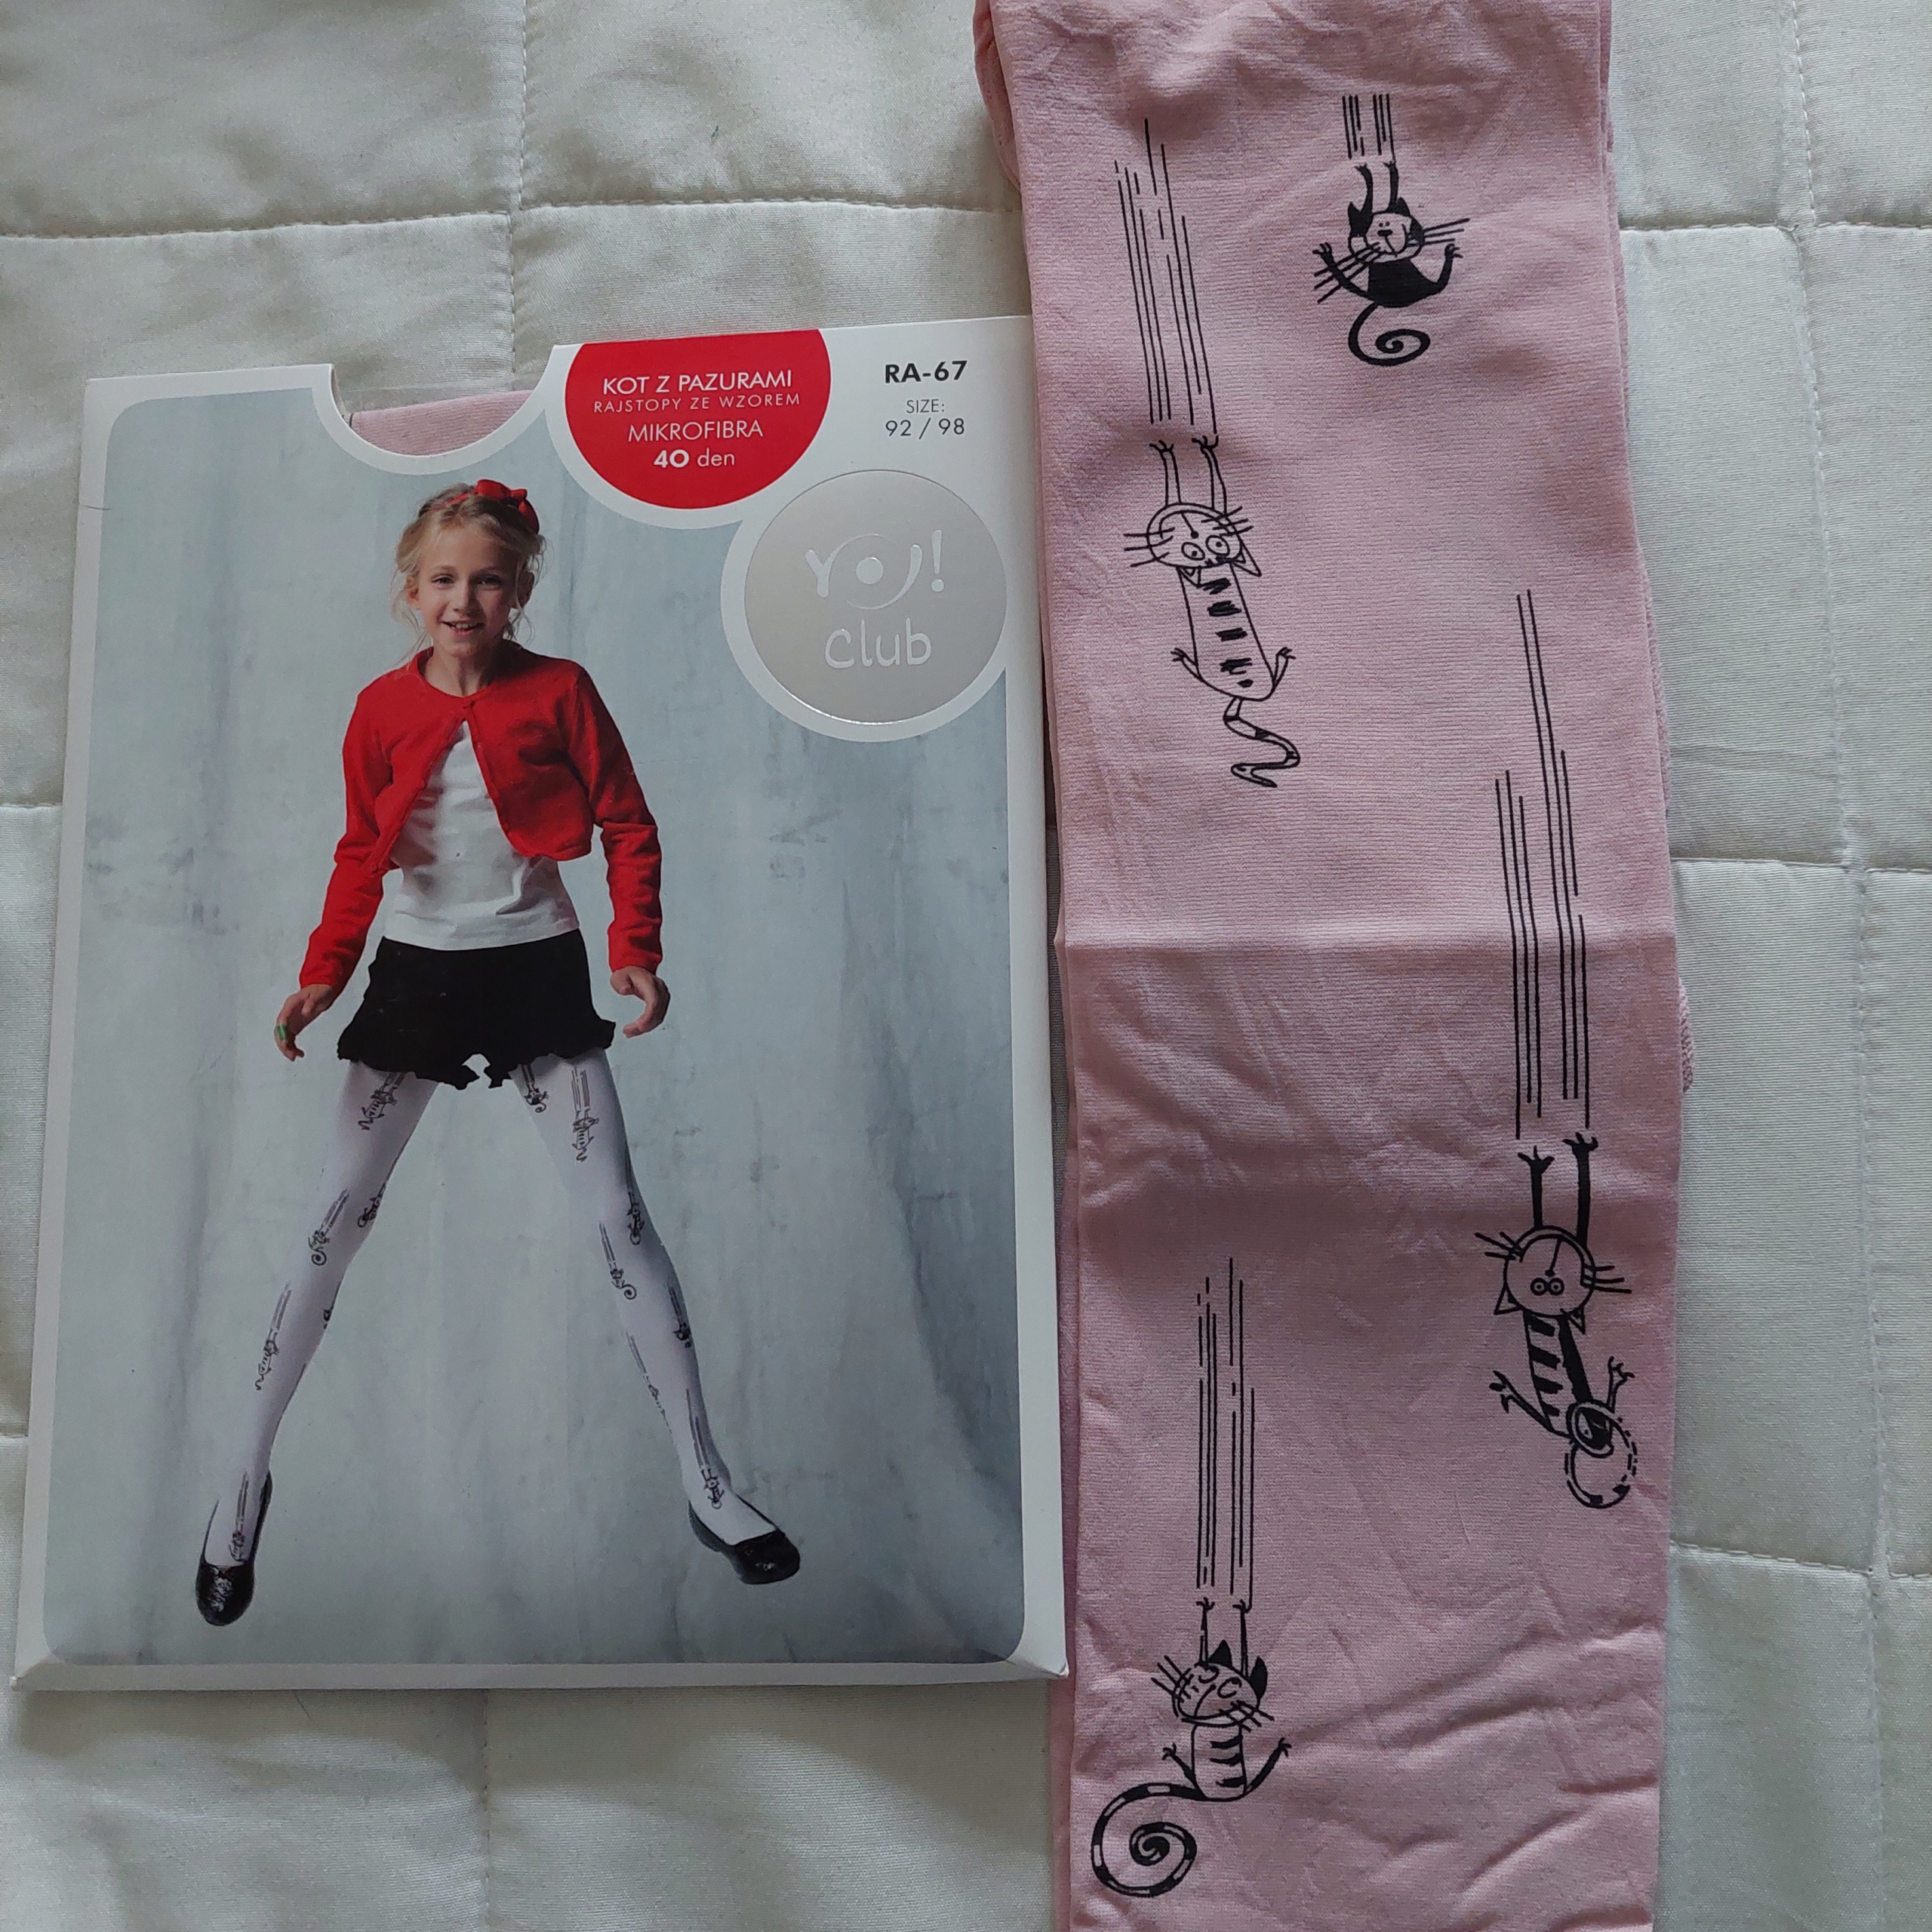 KOT Z PAZURAMI
RAJSTOPY ZE WZOREM
MIKROFIBRA
40 den
RA-67
SIZE:
92 / 98
YO!
club